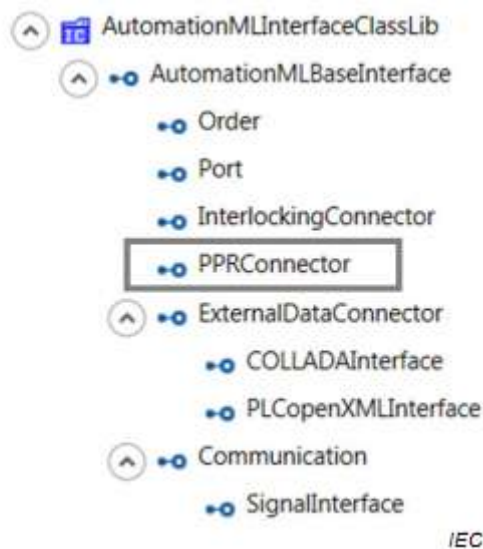 AutomationMLInterfaceClassLib
AutomationMLBaseInterface
Order
Port
InterlockingConnector
PPRConnector
ExternalDataConnector
COLLADAInterface
PLCopenXMLInterface
Communication
SignalInterface
IEC